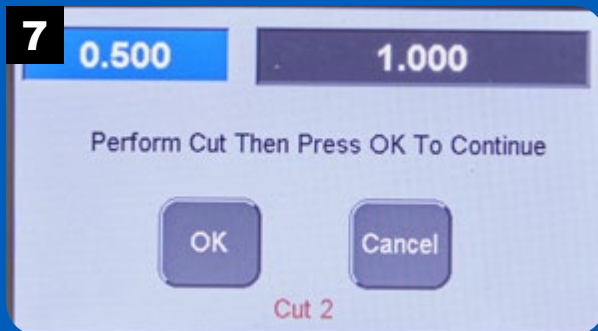 7
0.500 1.000
Perform Cut Then Press OK To Continue
OK Cancel
Cut 2